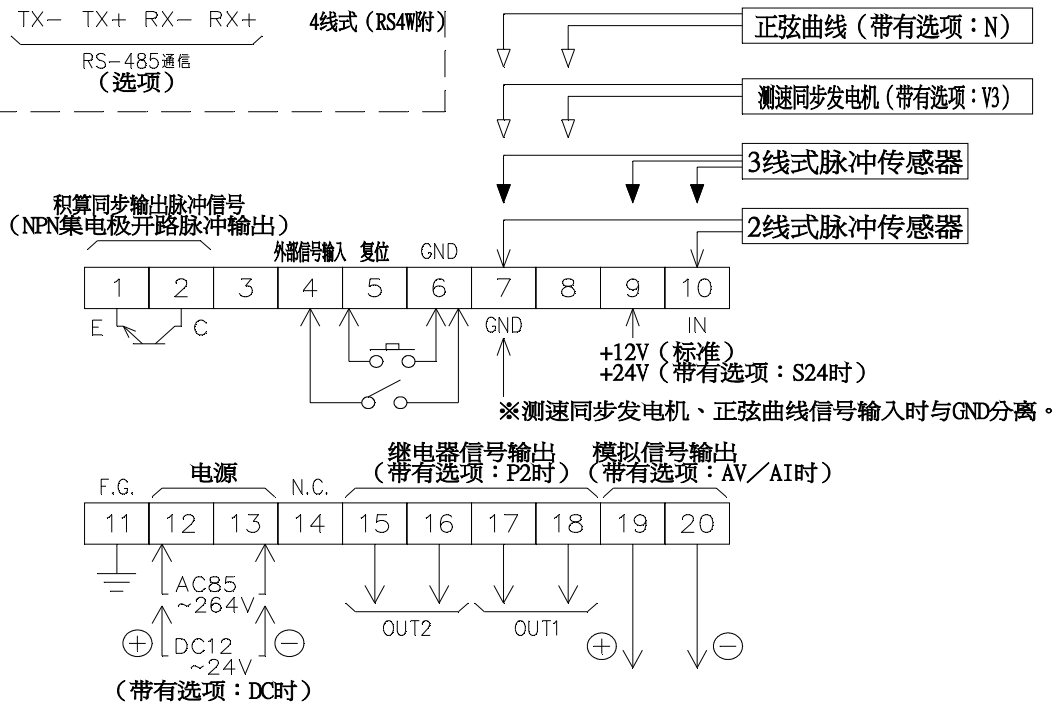 TX- TX+ RX- RX+
4线式（RS4W附）
RS-485通信
（选项）
正弦曲线（带有选项：N）
测速同步发电机（带有选项：V3）
3线式脉冲传感器
2线式脉冲传感器
积算同步输出脉冲信号
（NPN集电极开路脉冲输出）
外部信号输入 复位 GND
1 2 3 4 5 6 7 8 9 10
E C GND IN
+12V（标准）
+24V（带有选项：S24时）
※测速同步发电机、正弦曲线信号输入时与GND分离。
继电器信号输出
（带有选项：P2时）
模拟信号输出
（带有选项：AV／AI时）
F.G. 电源 N.C.
11 12 13 14 15 16 17 18 19 20
AC85
~264V
OUT2 OUT1
+ DC12 - + -
~24V
（带有选项：DC时）